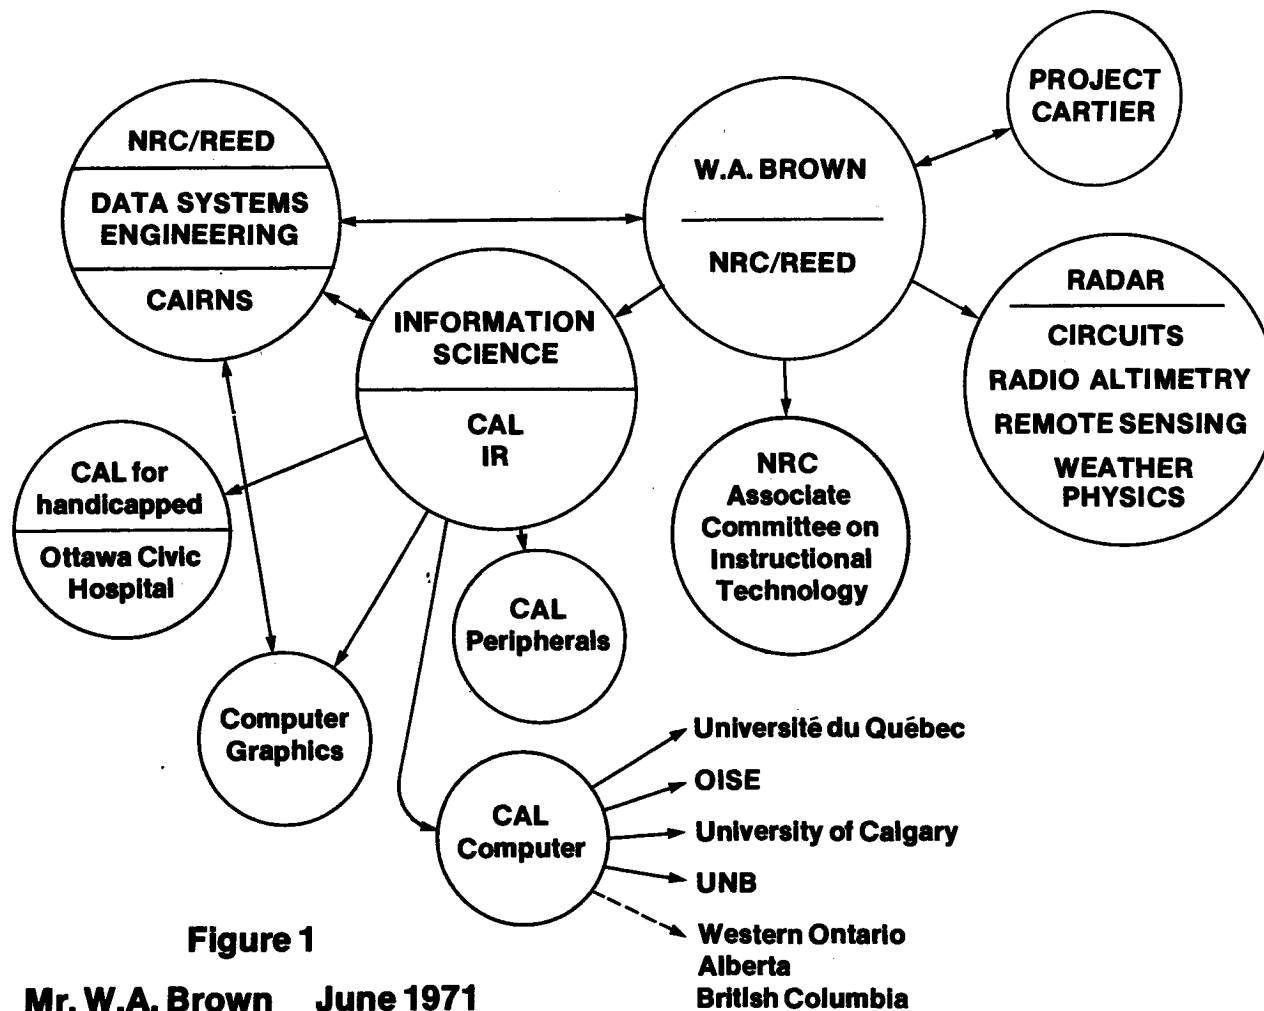 PROJECT
CARTIER
NRC/REED
DATA SYSTEMS
ENGINEERING
CAIRNS
W.A. BROWN
NRC/REED
RADAR
CIRCUITS
RADIO ALTIMETRY
REMOTE SENSING
WEATHER
PHYSICS
INFORMATION
SCIENCE
CAL
IR
CAL for
handicapped
Ottawa Civic
Hospital
NRC
Associate
Committee on
Instructional
Technology
CAL
Peripherals
Computer
Graphics
CAL
Computer
Université du Québec
OISE
University of Calgary
UNB
Western Ontario
Alberta
British Columbia
Figure 1
Mr. W.A. Brown June 1971